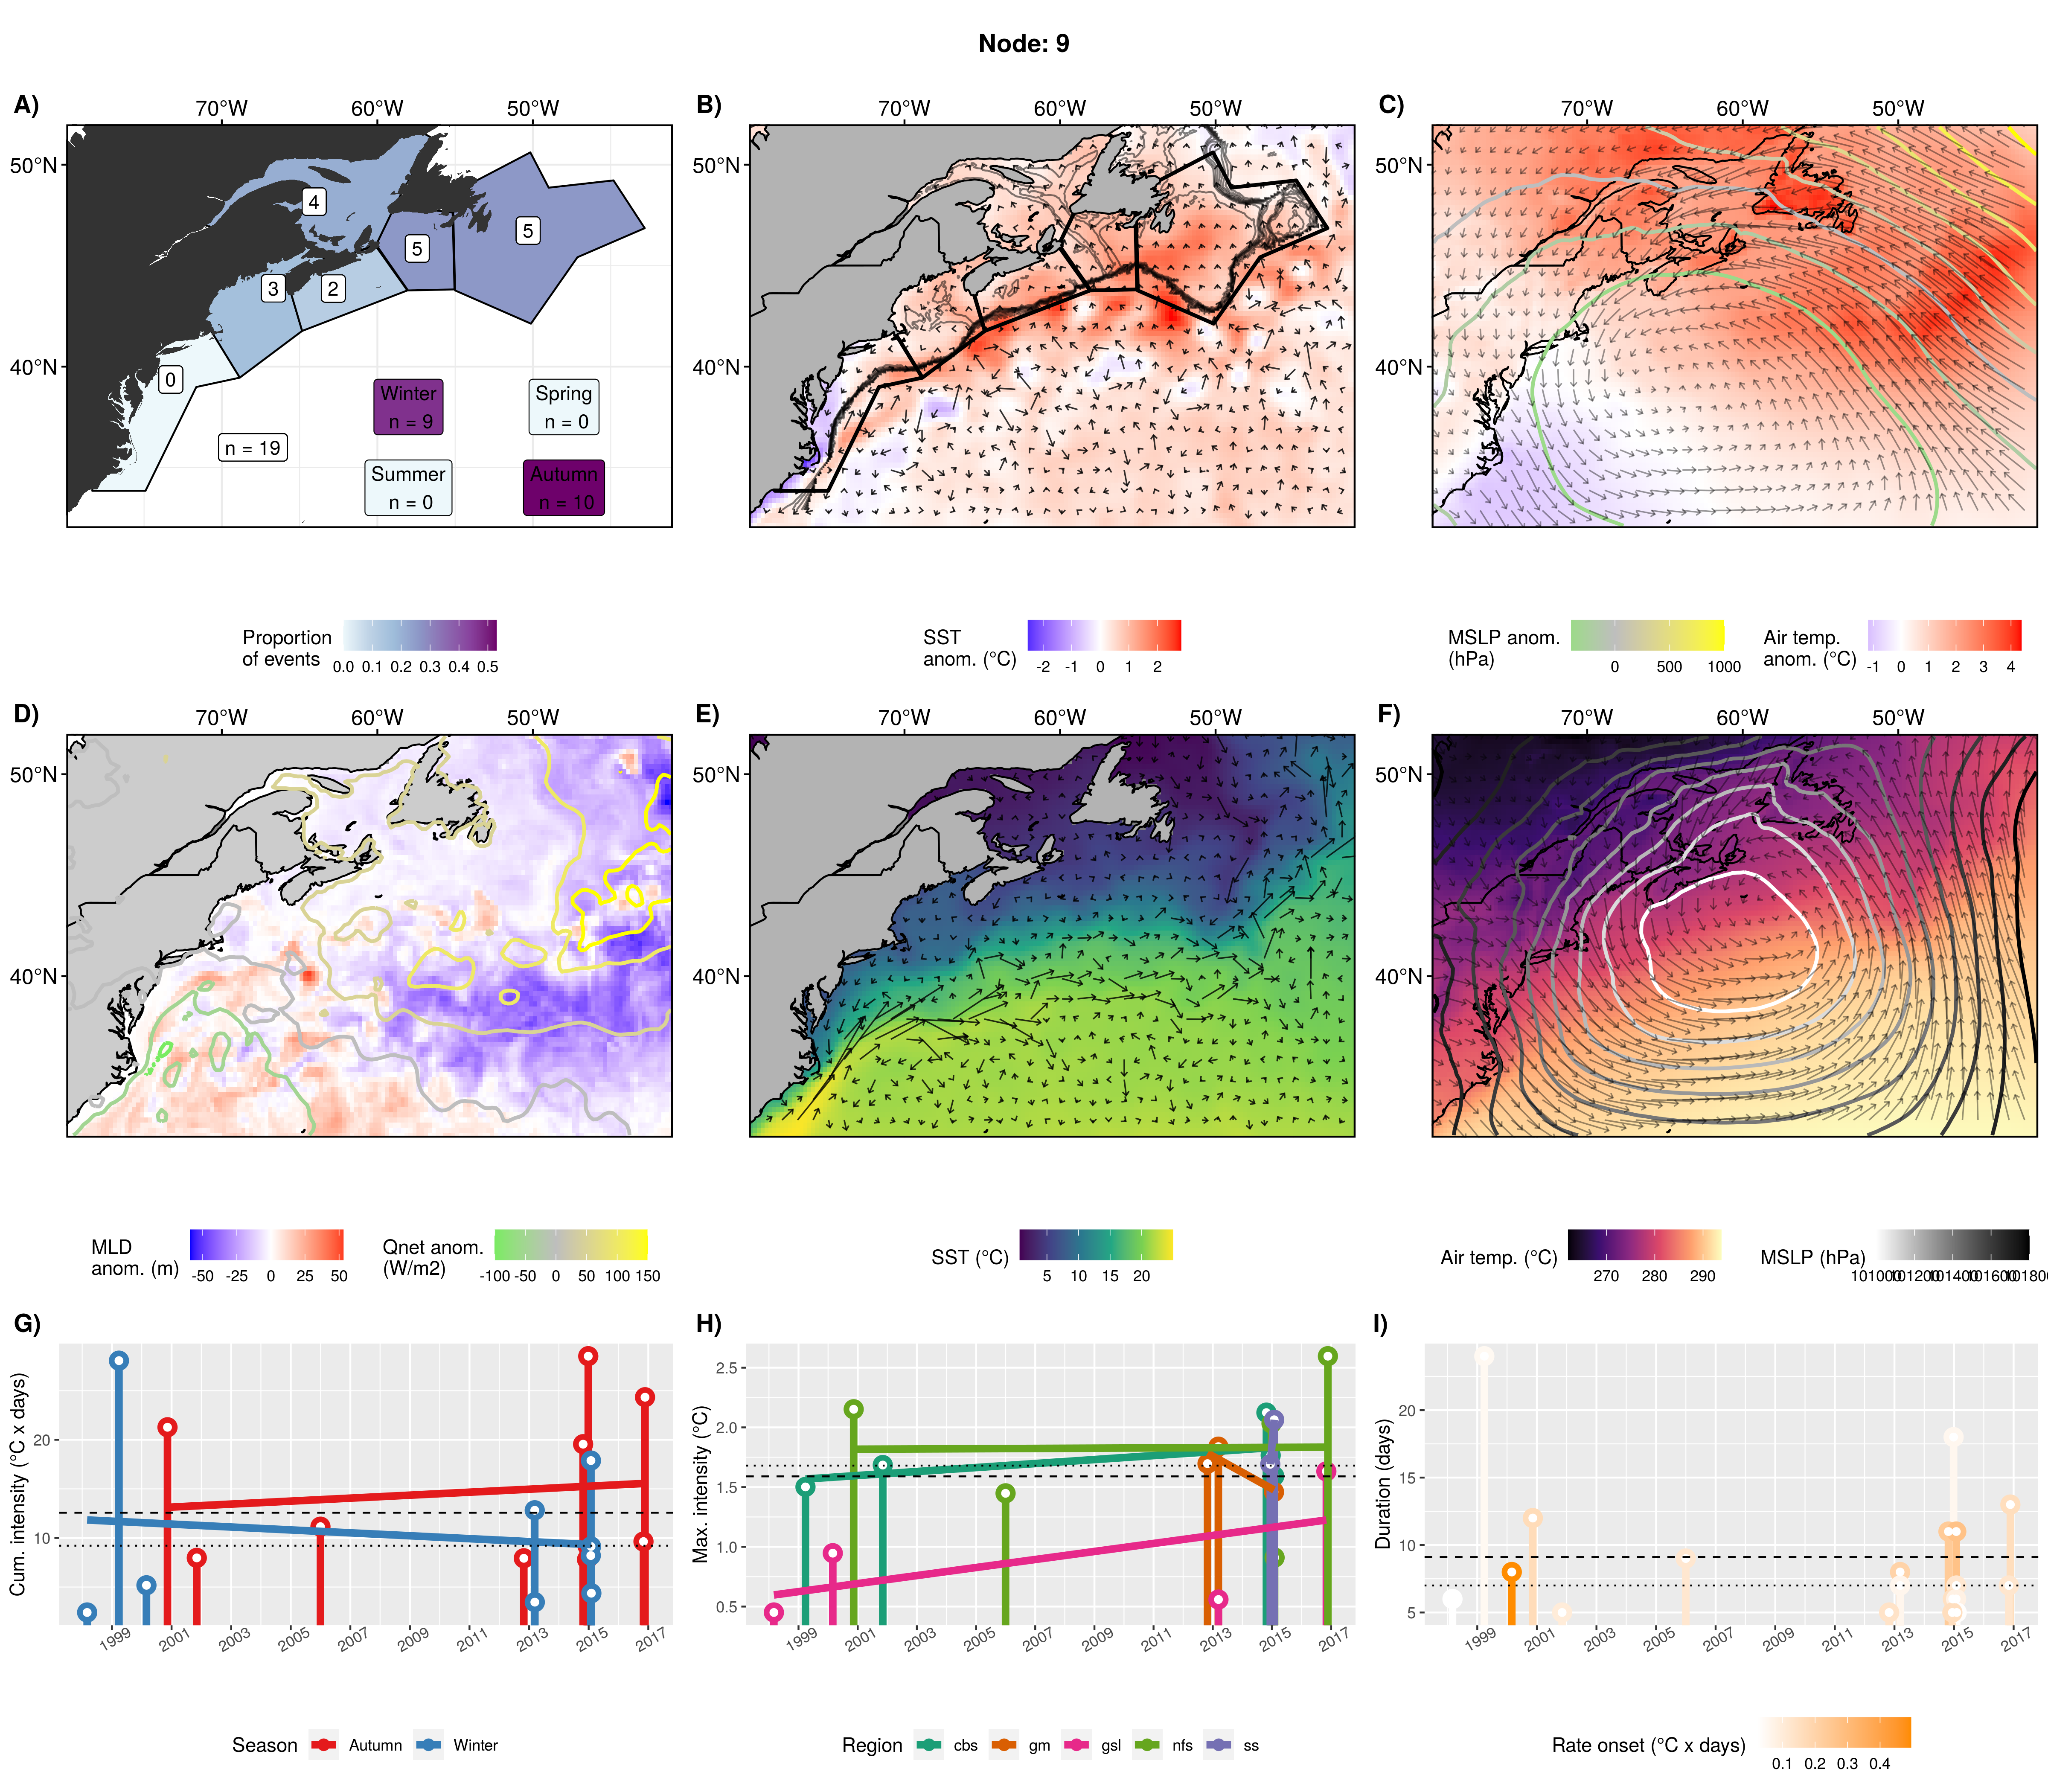 Node: 9
A)
70°W 60°W 50°W
50°N
40°N
4
5
5
3
2
0
n = 19
Winter
n = 9
Spring
n = 0
Summer
n = 0
Autumn
n = 10
Proportion
of events
0.0 0.1 0.2 0.3 0.4 0.5
B)
70°W 60°W 50°W
50°N
40°N
SST
anom. (°C)
-2 -1 0 1 2
C)
70°W 60°W 50°W
50°N
40°N
MSLP anom.
(hPa)
0 500 1000
Air temp.
anom. (°C)
-1 0 1 2 3 4
D)
70°W 60°W 50°W
50°N
40°N
MLD
anom. (m)
-50 -25 0 25 50
Qnet anom.
(W/m2)
-100 -50 0 50 100 150
E)
70°W 60°W 50°W
50°N
40°N
SST (°C)
5 10 15 20
F)
70°W 60°W 50°W
50°N
40°N
Air temp. (°C)
270 280 290
MSLP (hPa)
101000 101200 101400 101600 101800
G)
Cum. intensity (°C x days)
20
10
1999 2001 2003 2005 2007 2009 2011 2013 2015 2017
Season Autumn Winter
H)
Max. intensity (°C)
2.5
2.0
1.5
1.0
0.5
1999 2001 2003 2005 2007 2009 2011 2013 2015 2017
Region cbs gm gsl nfs ss
I)
Duration (days)
20
15
10
5
1999 2001 2003 2005 2007 2009 2011 2013 2015 2017
Rate onset (°C x days)
0.1 0.2 0.3 0.4